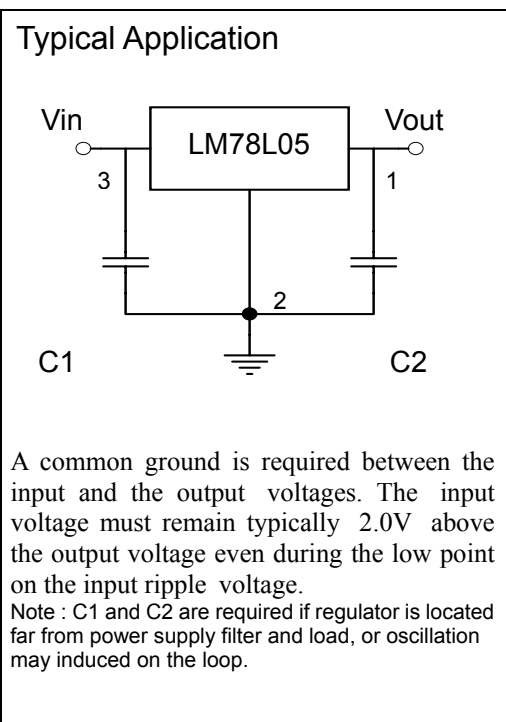 Typical Application
Vin
LM78L05
Vout
3
1
2
C1
C2
A common ground is required between the
input and the output voltages. The input
voltage must remain typically 2.0V above
the output voltage even during the low point
on the input ripple voltage.
Note : C1 and C2 are required if regulator is located
far from power supply filter and load, or oscillation
may induced on the loop.